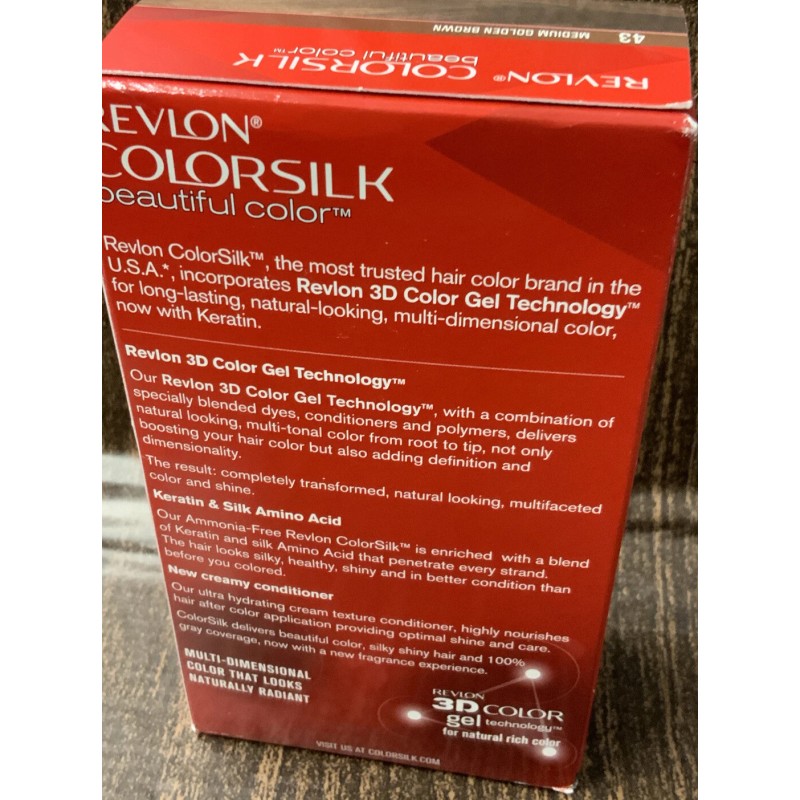 43 MEDIUM GOLDEN BROWN
REVLON® COLORSILK
beautiful color™
REVLON®
COLORSILK
beautiful color™
Revlon ColorSilk™, the most trusted hair color brand in the
U.S.A.*, incorporates Revlon 3D Color Gel Technology™
for long-lasting, natural-looking, multi-dimensional color,
now with Keratin.
Revlon 3D Color Gel Technology™
Our Revlon 3D Color Gel Technology™, with a combination of
specially blended dyes, conditioners and polymers, delivers
natural looking, multi-tonal color from root to tip, not only
boosting your hair color but also adding definition and
dimensionality.
The result: completely transformed, natural looking, multifaceted
color and shine.
Keratin & Silk Amino Acid
Our Ammonia-Free Revlon ColorSilk™ is enriched with a blend
of Keratin and silk Amino Acid that penetrate every strand.
The hair looks silky, healthy, shiny and in better condition than
before you colored.
New creamy conditioner
Our ultra hydrating cream texture conditioner, highly nourishes
hair after color application providing optimal shine and care.
ColorSilk delivers beautiful color, silky shiny hair and 100%
gray coverage, now with a new fragrance experience.
MULTI-DIMENSIONAL
COLOR THAT LOOKS
NATURALLY RADIANT
REVLON
3D COLOR
gel technology™
for natural rich color
VISIT US AT COLORSILK.COM